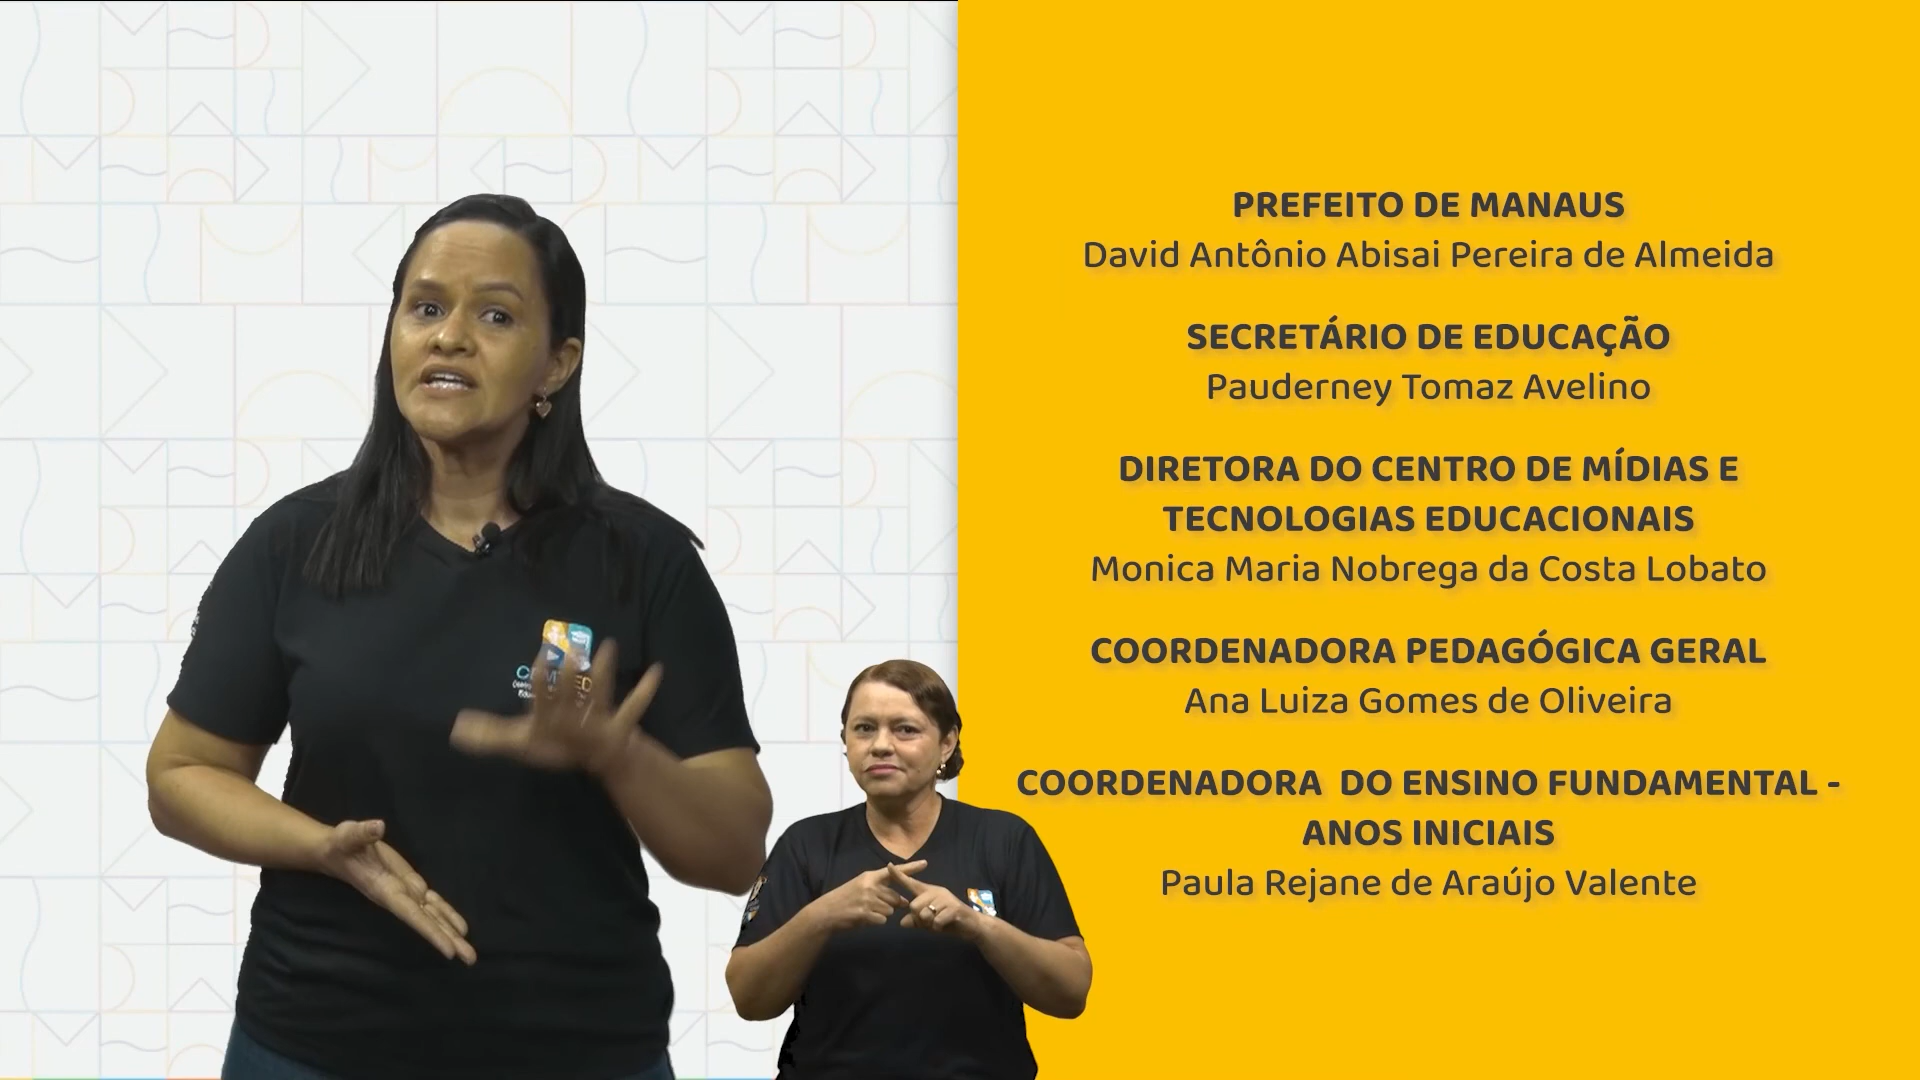 PREFEITO DE MANAUS
David Antônio Abisai Pereira de Almeida
SECRETÁRIO DE EDUCAÇÃO
Pauderney Tomaz Avelino
DIRETORA DO CENTRO DE MÍDIAS E
TECNOLOGIAS EDUCACIONAIS
Monica Maria Nobrega da Costa Lobato
COORDENADORA PEDAGÓGICA GERAL
Ana Luiza Gomes de Oliveira
COORDENADORA DO ENSINO FUNDAMENTAL -
ANOS INICIAIS
Paula Rejane de Araújo Valente